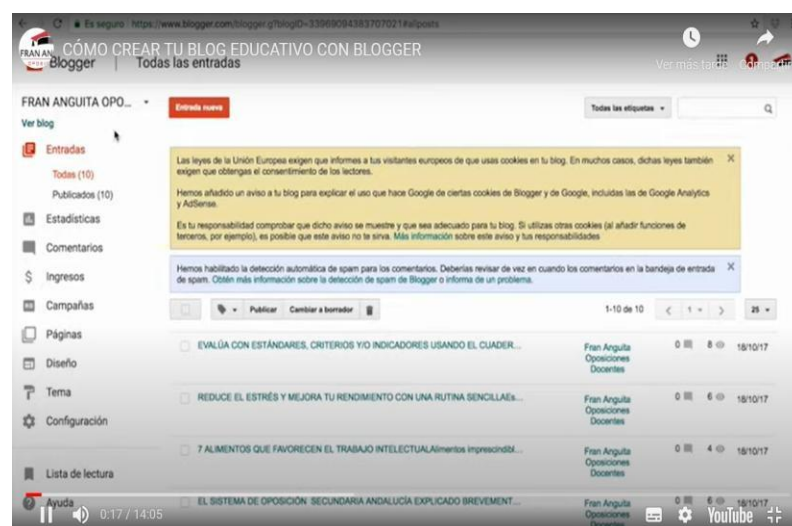 Es seguro https://www.blogger.com/blogger.g?blogID=33969094383707021#allposts
FRAN AN
CÓMO CREAR TU BLOG EDUCATIVO CON BLOGGER
Ver más tarde
Compartir
Blogger Todas las entradas
FRAN ANGUITA OPO...
Ver blog
Entrada nueva
Todas las etiquetas
Entradas
Todas (10)
Publicados (10)
Estadísticas
Comentarios
Ingresos
Campañas
Páginas
Diseño
Tema
Configuración
Lista de lectura
Ayuda
Las leyes de la Unión Europea exigen que informes a tus visitantes europeos de que usas cookies en tu blog. En muchos casos, dichas leyes también
exigen que obtengas el consentimiento de los lectores.
Hemos añadido un aviso a tu blog para explicar el uso que hace Google de ciertas cookies de Blogger y de Google, incluidas las de Google Analytics
y AdSense.
Es tu responsabilidad comprobar que dicho aviso se muestre y que sea adecuado para tu blog. Si utilizas otras cookies (al añadir funciones de
terceros, por ejemplo), es posible que este aviso no te sirva. Más información sobre este aviso y tus responsabilidades
Hemos habilitado la detección automática de spam para los comentarios. Deberías revisar de vez en cuando los comentarios en la bandeja de entrada
de spam. Obtén más información sobre la detección de spam de Blogger o informa de un problema.
Publicar Cambiar a borrador 1-10 de 10 1 25
EVALÚA CON ESTÁNDARES, CRITERIOS Y/O INDICADORES USANDO EL CUADER...
Fran Anguita
Oposiciones
Docentes
0 8 18/10/17
REDUCE EL ESTRÉS Y MEJORA TU RENDIMIENTO CON UNA RUTINA SENCILLAEs...
Fran Anguita
Oposiciones
Docentes
0 6 18/10/17
7 ALIMENTOS QUE FAVORECEN EL TRABAJO INTELECTUALAlimentos imprescindibl...
Fran Anguita
Oposiciones
Docentes
0 4 18/10/17
EL SISTEMA DE OPOSICIÓN SECUNDARIA ANDALUCÍA EXPLICADO BREVEMENT...
Fran Anguita
Oposiciones
0 6 18/10/17
0:17 / 14:05
YouTube